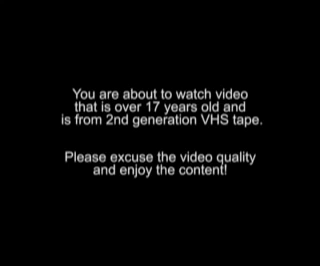 You are about to watch video
that is over 17 years old and
is from 2nd generation VHS tape.
Please excuse the video quality
and enjoy the content!